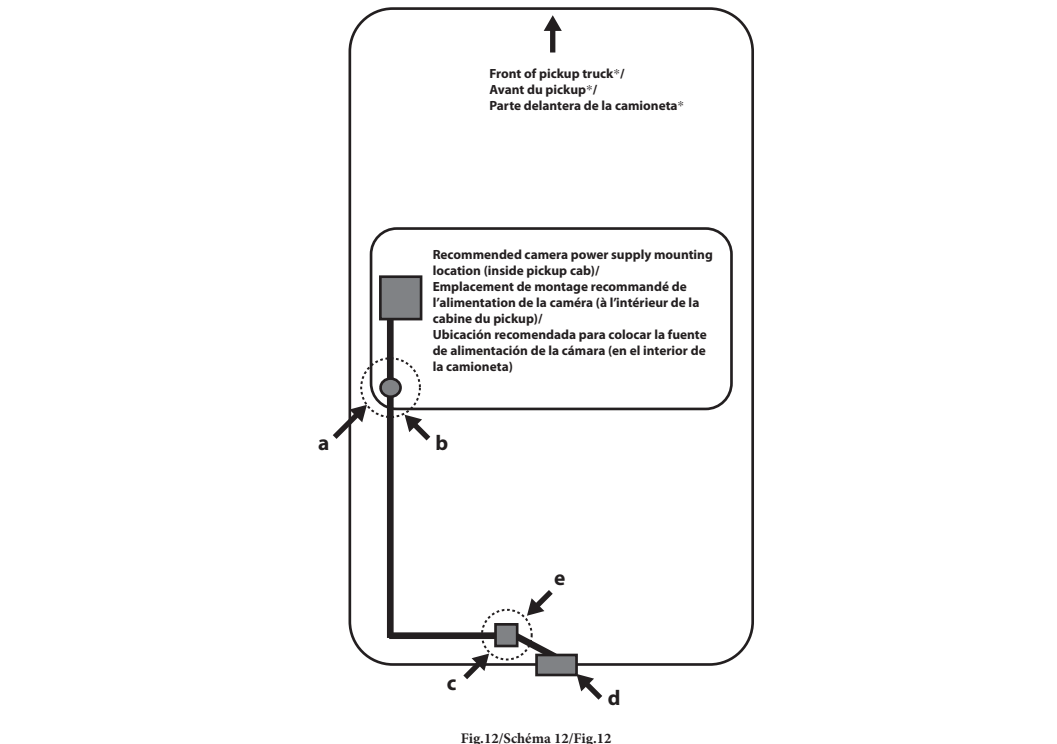 Front of pickup truck*/
Avant du pickup*/
Parte delantera de la camioneta*
Recommended camera power supply mounting
location (inside pickup cab)/
Emplacement de montage recommandé de
l’alimentation de la caméra (à l’intérieur de la
cabine du pickup)/
Ubicación recomendada para colocar la fuente
de alimentación de la cámara (en el interior de
la camioneta)
a
b
e
c
d
Fig.12/Schéma 12/Fig.12